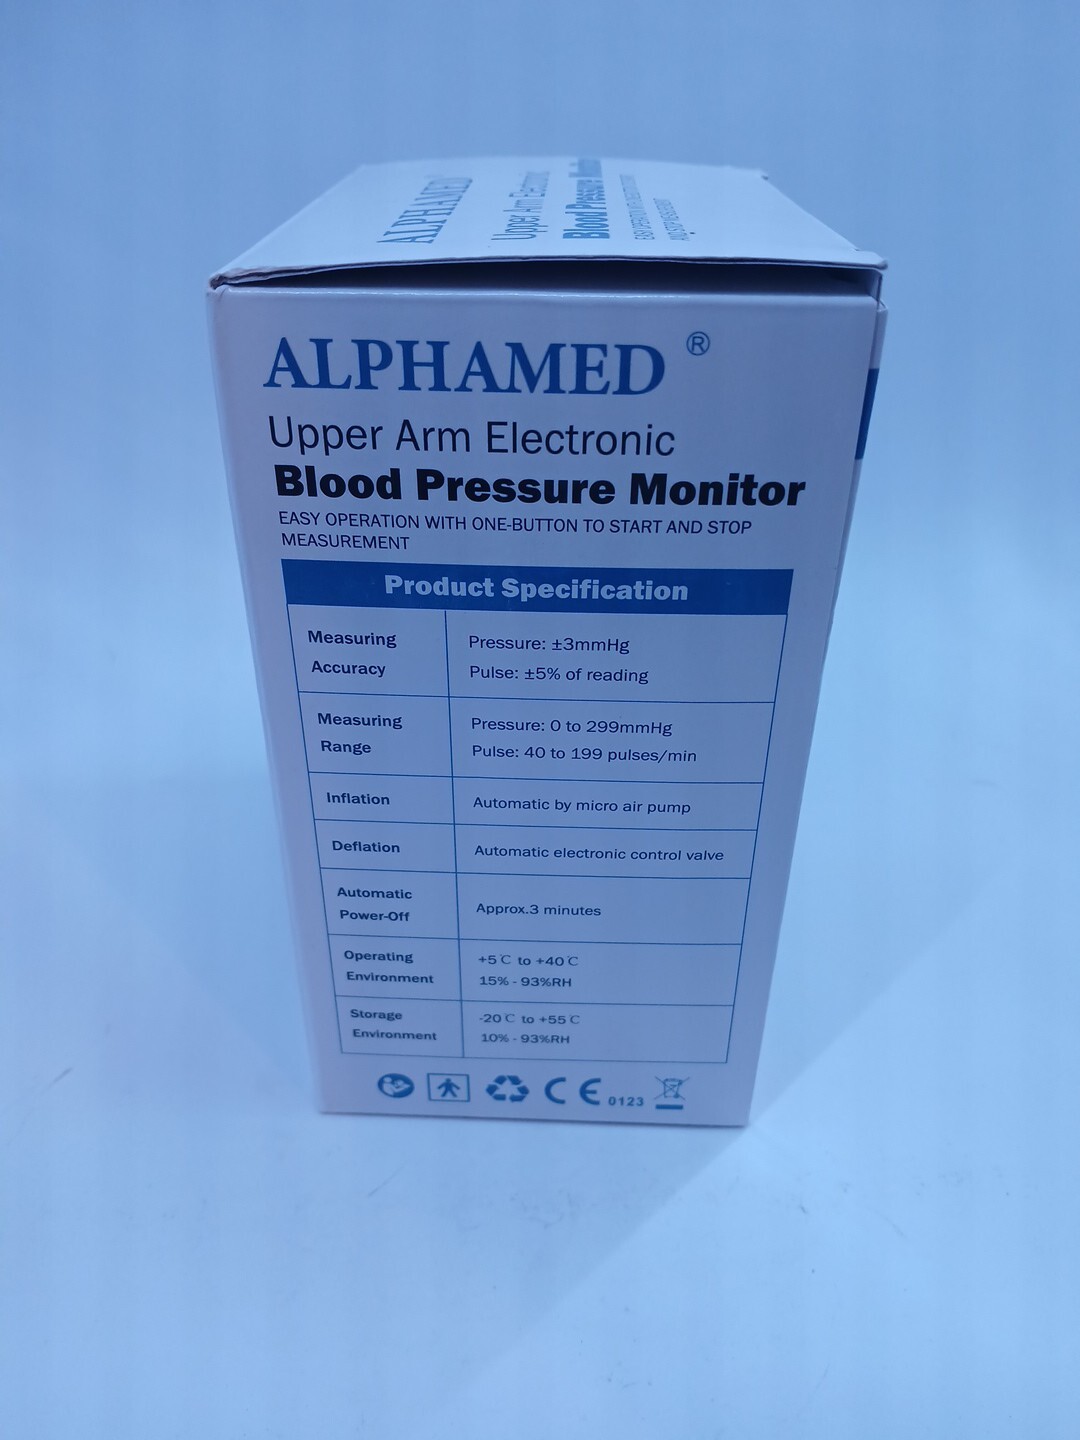 ALPHAMED
Upper Arm Electronic
Blood Pressure Monitor
ALPHAMED ®
Upper Arm Electronic
Blood Pressure Monitor
EASY OPERATION WITH ONE-BUTTON TO START AND STOP
MEASUREMENT
Product Specification
Measuring
Accuracy
Pressure: ±3mmHg
Pulse: ±5% of reading
Measuring
Range
Pressure: 0 to 299mmHg
Pulse: 40 to 199 pulses/min
Inflation
Automatic by micro air pump
Deflation
Automatic electronic control valve
Automatic
Power-Off
Approx.3 minutes
Operating
Environment
+5℃ to +40℃
15% - 93%RH
Storage
Environment
-20℃ to +55℃
10% - 93%RH
CE 0123